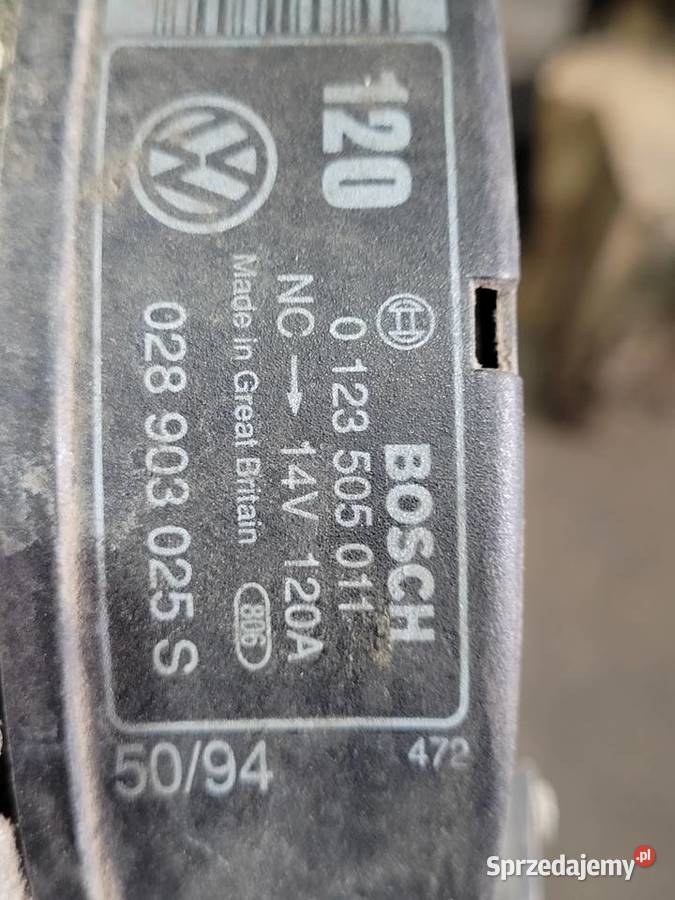 120
BOSCH
0 123 505 011
NC → 14V 120A
Made in Great Britain 806
028 903 025 S
472
50/94
Sprzedajemy.pl